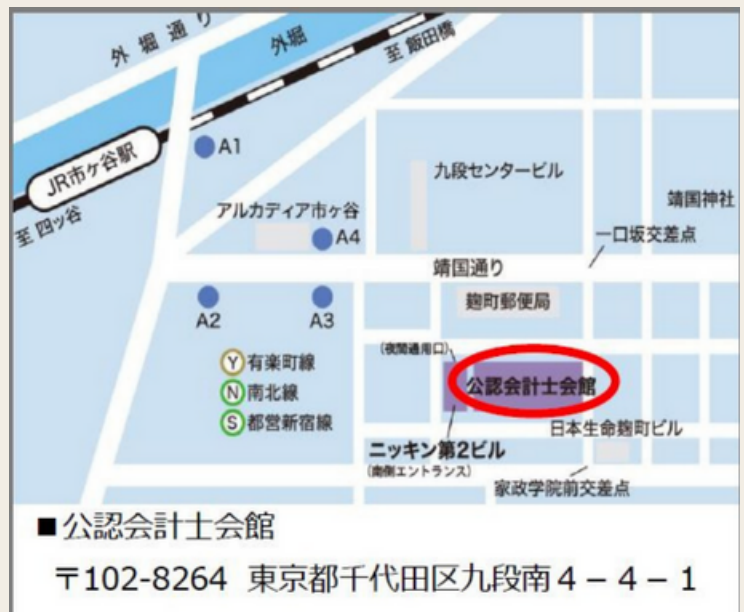 外堀通り
外堀
至 飯田橋
JR市ヶ谷駅
A1
至 四ッ谷
九段センタービル
靖国神社
アルカディア市ヶ谷
A4
一口坂交差点
靖国通り
麹町郵便局
A2
A3
(夜間通用口)
Y 有楽町線
N 南北線
S 都営新宿線
公認会計士会館
日本生命麹町ビル
ニッキン第2ビル
(南側エントランス)
家政学院前交差点
■公認会計士会館
〒102-8264 東京都千代田区九段南4－4－1